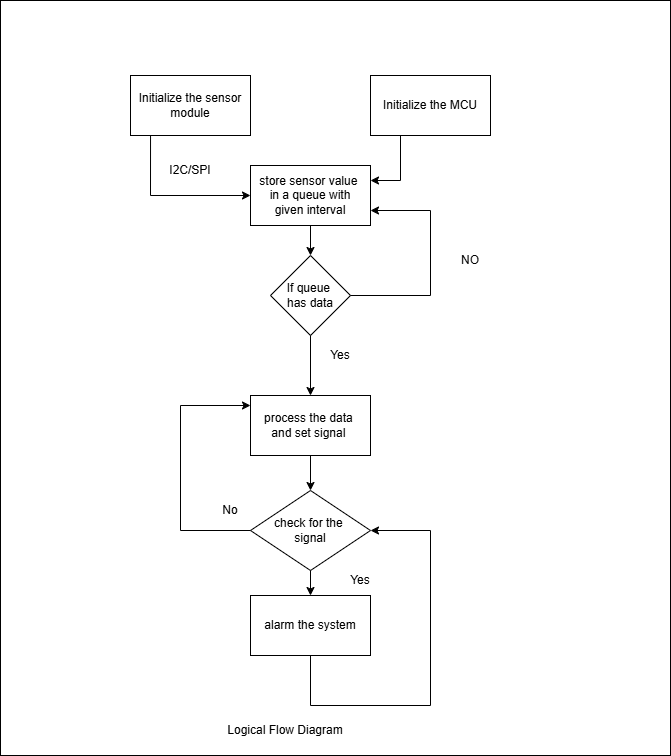 Initialize the sensor
module
Initialize the MCU
I2C/SPI
store sensor value
in a queue with
given interval
NO
If queue
has data
Yes
process the data
and set signal
No
check for the
signal
Yes
alarm the system
Logical Flow Diagram